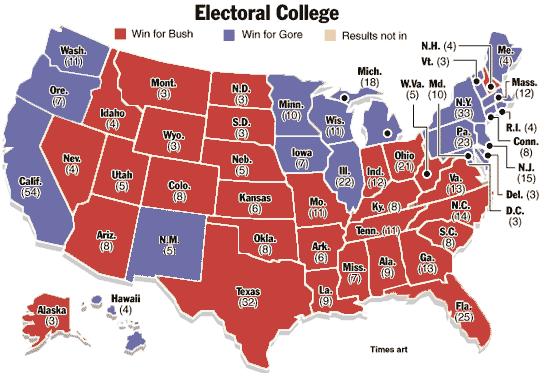 Electoral College
Win for Bush
Win for Gore
Results not in
Wash.
(11)
Ore.
(7)
Calif.
(54)
Nev.
(4)
Idaho
(4)
Mont.
(3)
Wyo.
(3)
Utah
(5)
Colo.
(8)
Ariz.
(8)
N.M.
(5)
N.D.
(3)
S.D.
(3)
Neb.
(5)
Kansas
(6)
Okla.
(8)
Texas
(32)
Minn.
(10)
Iowa
(7)
Mo.
(11)
Ark.
(6)
La.
(9)
Wis.
(11)
Ill.
(22)
Mich.
(18)
Ind.
(12)
Ohio
(21)
Ky. (8)
Tenn. (11)
Miss.
(7)
Ala.
(9)
Ga.
(13)
Fla.
(25)
S.C.
(8)
N.C.
(14)
Va.
(13)
W.Va.
(5)
Md.
(10)
Pa.
(23)
N.Y.
(33)
Vt. (3)
N.H. (4)
Me.
(4)
Mass.
(12)
R.I. (4)
Conn.
(8)
N.J.
(15)
Del. (3)
D.C.
(3)
Alaska
(3)
Hawaii
(4)
Times art